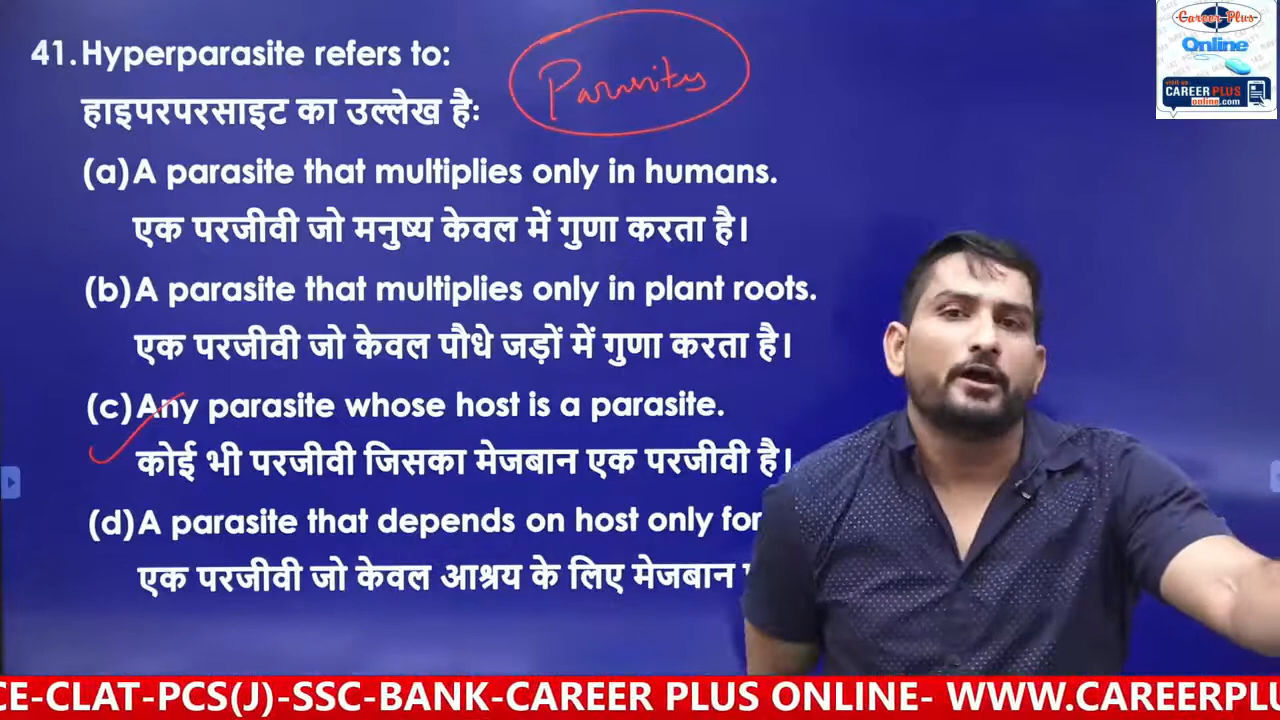 41. Hyperparasite refers to:
हाइपरपरसाइट का उल्लेख हैः
(a) A parasite that multiplies only in humans.
एक परजीवी जो मनुष्य केवल में गुणा करता है।
(b) A parasite that multiplies only in plant roots.
एक परजीवी जो केवल पौधे जड़ों में गुणा करता है।
(c) Any parasite whose host is a parasite.
कोई भी परजीवी जिसका मेजबान एक परजीवी है।
(d) A parasite that depends on host only for
एक परजीवी जो केवल आश्रय के लिए मेजबान
Career Plus
Online
visit us:
CAREER PLUS
online.com
CE-CLAT-PCS(J)-SSC-BANK-CAREER PLUS ONLINE- WWW.CAREERPLU